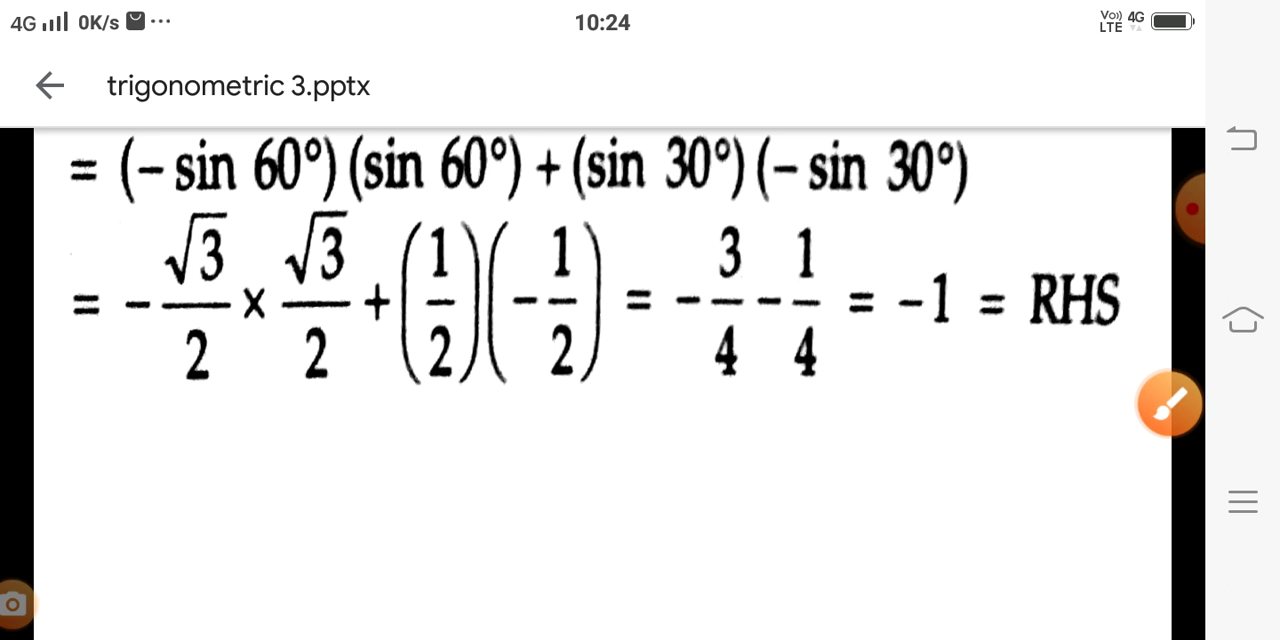 4G 0K/s ... 10:24 Vo)) LTE 4G
trigonometric 3.pptx
= (– sin 60°) (sin 60°) + (sin 30°) (– sin 30°)
= – √3/2 × √3/2 + (1/2) (– 1/2) = – 3/4 – 1/4 = –1 = RHS